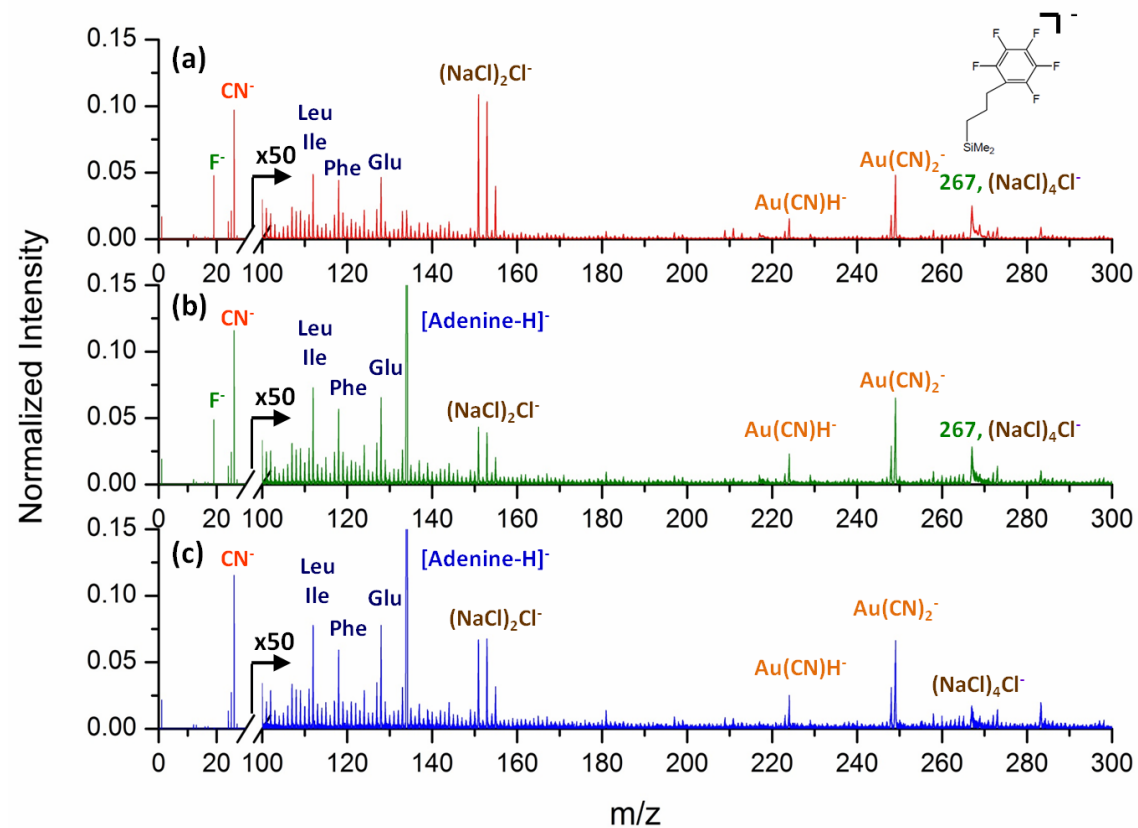 0.15
0.10
0.05
0.00
(a)
CN⁻
F⁻
x50
Leu
Ile
Phe
Glu
(NaCl)₂Cl⁻
Au(CN)H⁻
Au(CN)₂⁻
267, (NaCl)₄Cl⁻
F
F
F
F
F
SiMe₂
-
0 20 100 120 140 160 180 200 220 240 260 280 300
0.15
0.10
0.05
0.00
(b)
CN⁻
F⁻
x50
Leu
Ile
Phe
Glu
[Adenine-H]⁻
(NaCl)₂Cl⁻
Au(CN)H⁻
Au(CN)₂⁻
267, (NaCl)₄Cl⁻
0 20 100 120 140 160 180 200 220 240 260 280 300
0.15
0.10
0.05
0.00
(c)
CN⁻
x50
Leu
Ile
Phe
Glu
[Adenine-H]⁻
(NaCl)₂Cl⁻
Au(CN)H⁻
Au(CN)₂⁻
(NaCl)₄Cl⁻
0 20 100 120 140 160 180 200 220 240 260 280 300
Normalized Intensity
m/z